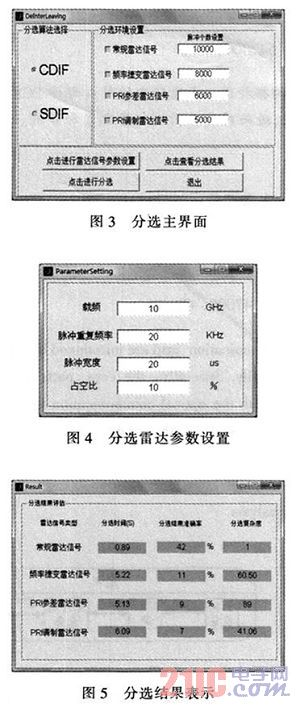 DeInterLeaving
分选算法选择
分选环境设置
脉冲个数设置
CDIF
SDIF
常规雷达信号 10000
频率捷变雷达信号 8000
PRI参差雷达信号 6000
PRI调制雷达信号 5000
点击进行雷达信号参数设置 点击查看分选结果
点击进行分选 退出
图 3 分选主界面
ParameterSetting
载频 10 GHz
脉冲重复频率 20 KHz
脉冲宽度 20 us
占空比 10 %
图 4 分选雷达参数设置
Result
分选结果评估
雷达信号类型 分选时间(S) 分选结果准确率 分选复杂度
常规雷达信号 0.89 42 % 1
频率捷变雷达信号 5.22 11 % 60.50
PRI参差雷达信号 5.13 9 % 89
PRI调制雷达信号 6.09 7 % 41.06
21IC电子网
21ic.com
图 5 分选结果表示